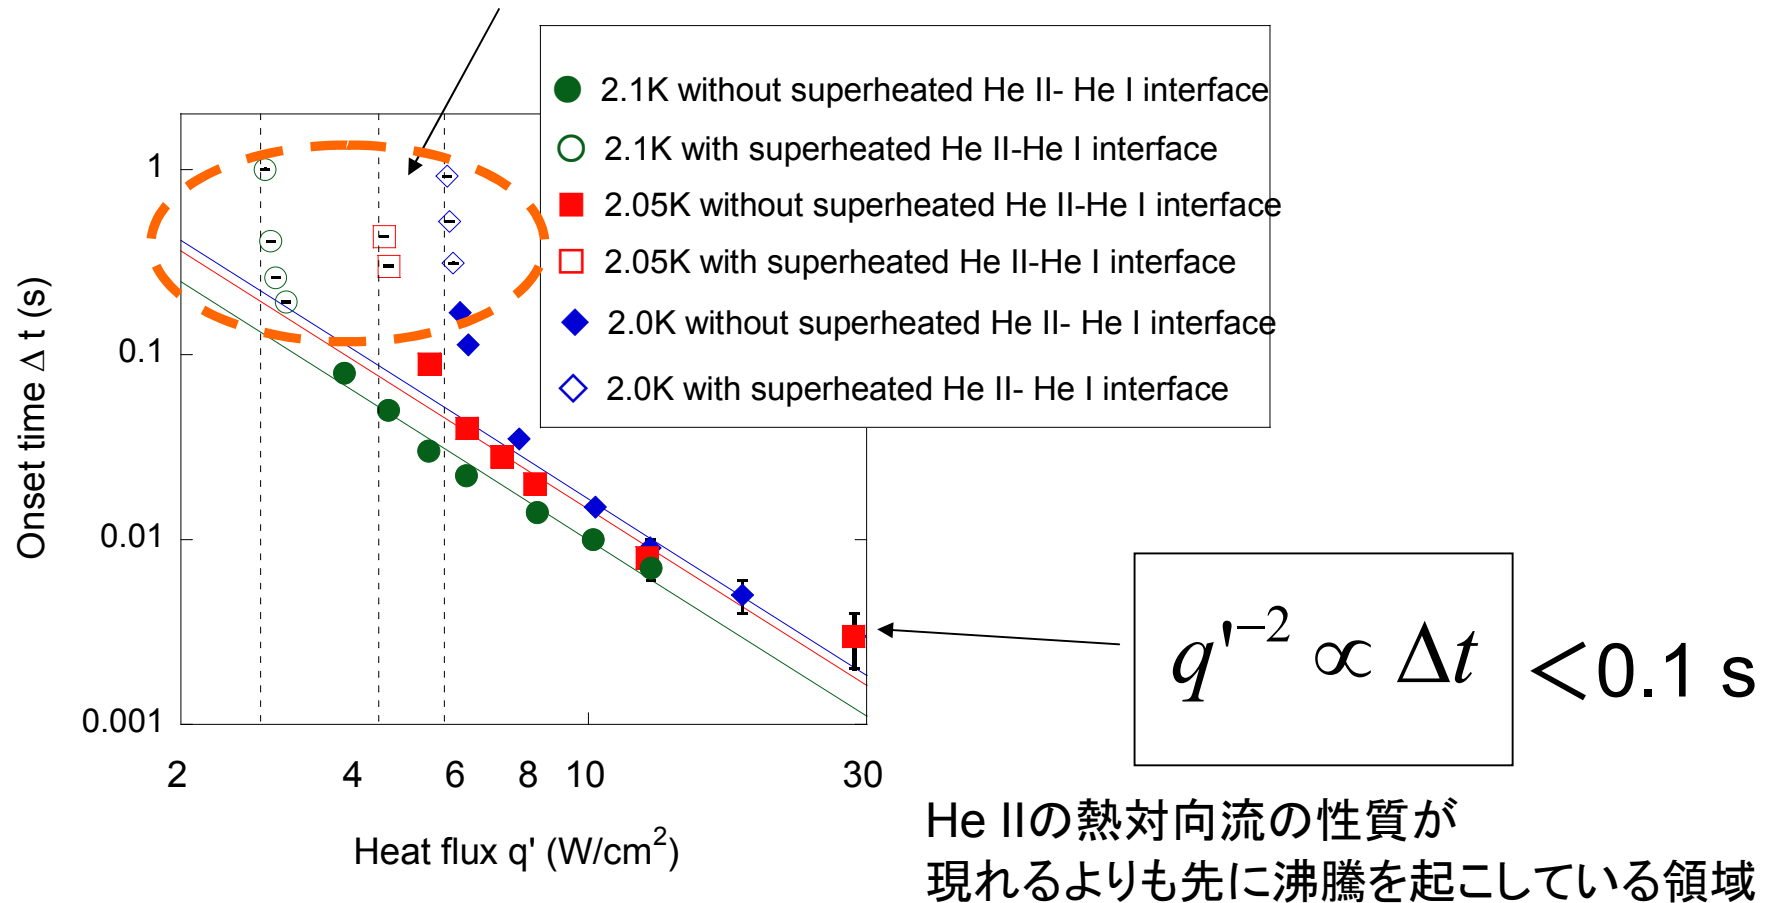 2.1K without superheated He II- He I interface
2.1K with superheated He II-He I interface
2.05K without superheated He II-He I interface
2.05K with superheated He II-He I interface
2.0K without superheated He II- He I interface
2.0K with superheated He II- He I interface
Onset time Δ t (s)
1
0.1
0.01
0.001
2
4
6
8
10
30
Heat flux q' (W/cm²)
q'⁻² ∝ Δt
<0.1 s
He IIの熱対向流の性質が
現れるよりも先に沸騰を起こしている領域